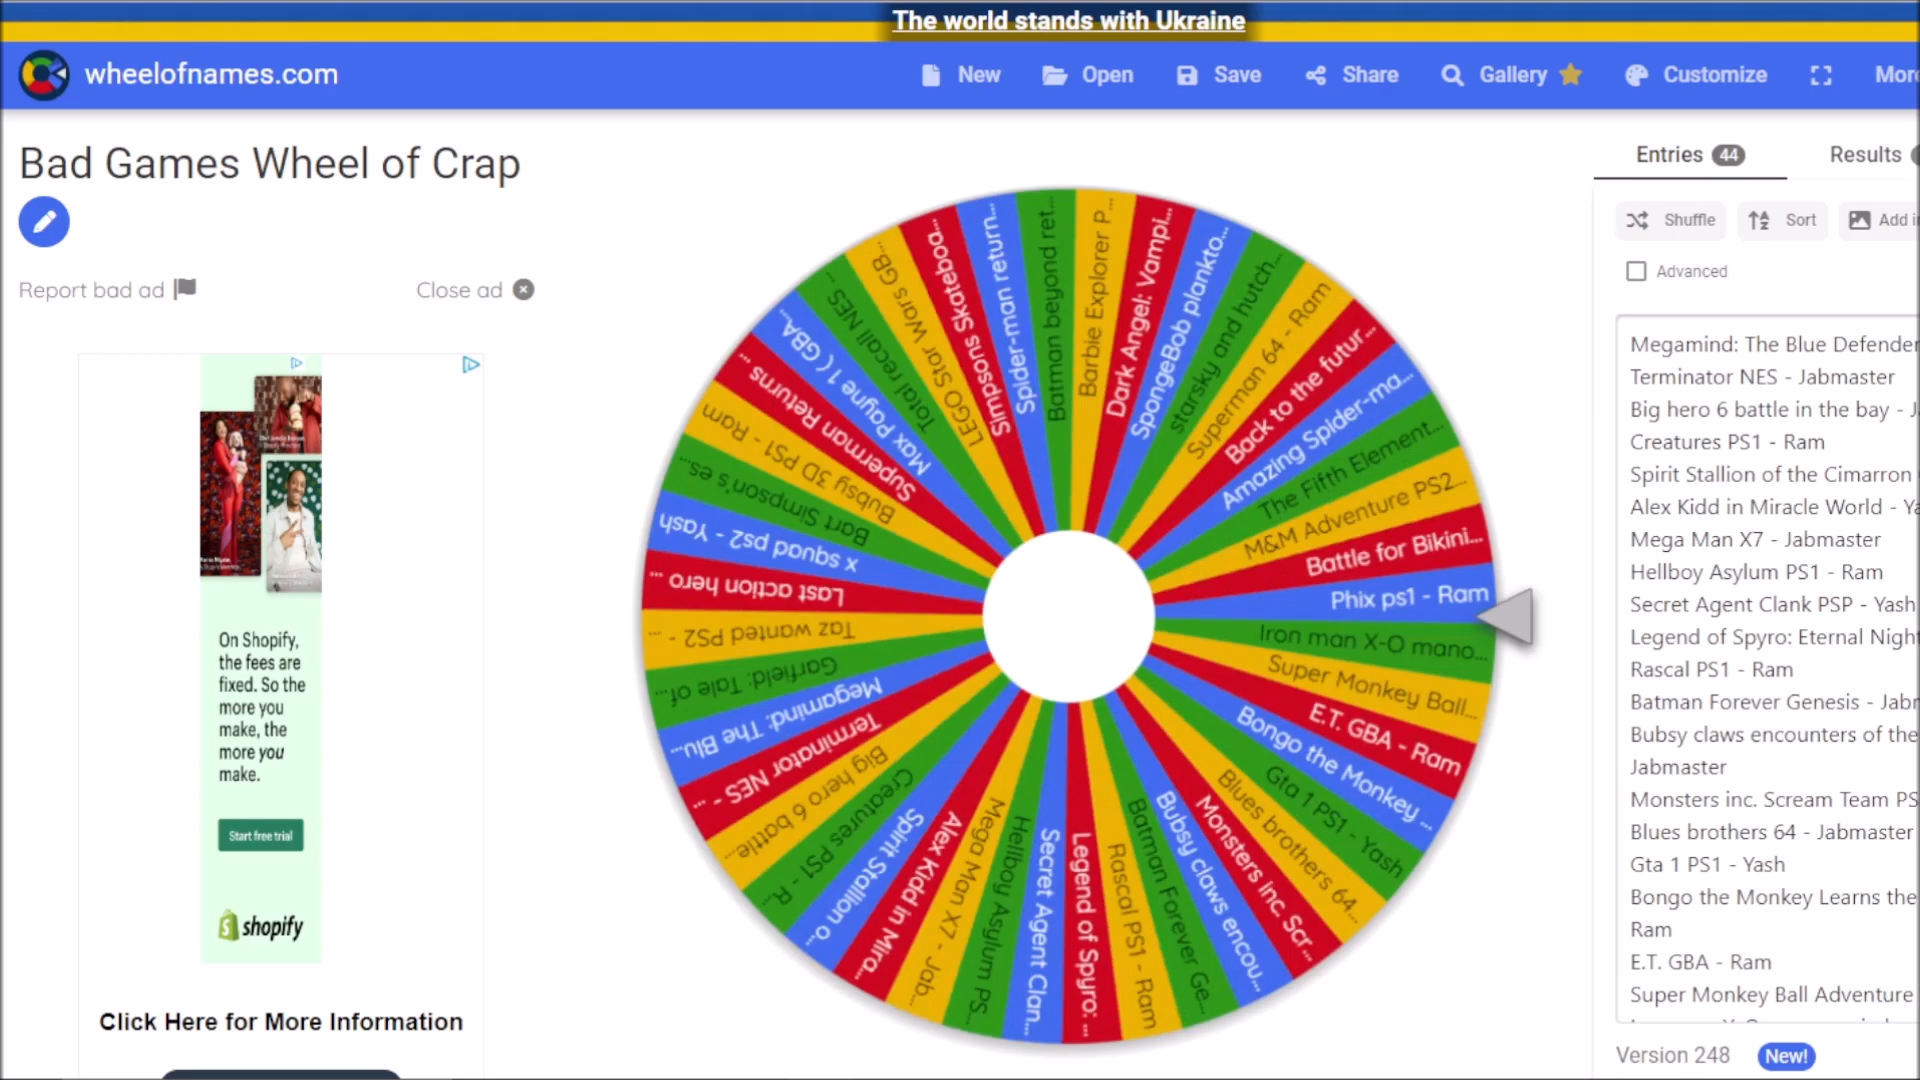 The world stands with Ukraine
wheelofnames.com
New
Open
Save
Share
Gallery
Customize
More
Bad Games Wheel of Crap
Report bad ad
Close ad
On Shopify,
the fees are
fixed. So the
more you
make, the
more you
make.
Start free trial
shopify
Click Here for More Information
Batman beyond ret...
Barbie Explorer P...
Dark Angel: Vampi...
SpongeBob plankto...
starsky and hutch...
Superman 64 - Ram
Back to the futur...
Amazing Spider-ma...
The Fifth Element...
M&M Adventure PS2...
Battle for Bikini...
Phix ps1 - Ram
Iron man X-O mano...
Super Monkey Ball...
E.T. GBA - Ram
Bongo the Monkey ...
Gta 1 PS1 - Yash
Blues brothers 64...
Monsters inc. Scr...
Bubsy claws encou...
Batman Forever Ge...
Rascal PS1 - Ram
Legend of Spyro: ...
Secret Agent Clan...
Hellboy Asylum PS...
Mega Man X7 - Jab...
Alex Kidd in Mira...
Spirit Stallion o...
Creatures PS1 - R...
Big hero 6 battle...
Terminator NES - ...
Megamind: The Blu...
Garfield: Tale of...
Taz wanted PS2 - ...
Last action hero ...
x squad ps2 - Yash
Bart Simpson's es...
Bubsy 3D PS1 - Ram
Superman Returns ...
Max Payne 1 ( GBA...
Total recall NES ...
LEGO Star Wars GB...
Simpsons Skateboa...
Spider-man return...
Entries 44
Results
Shuffle
Sort
Add i
Advanced
Megamind: The Blue Defender
Terminator NES - Jabmaster
Big hero 6 battle in the bay - J
Creatures PS1 - Ram
Spirit Stallion of the Cimarron
Alex Kidd in Miracle World - Ya
Mega Man X7 - Jabmaster
Hellboy Asylum PS1 - Ram
Secret Agent Clank PSP - Yash
Legend of Spyro: Eternal Night
Rascal PS1 - Ram
Batman Forever Genesis - Jabr
Bubsy claws encounters of the
Jabmaster
Monsters inc. Scream Team PS
Blues brothers 64 - Jabmaster
Gta 1 PS1 - Yash
Bongo the Monkey Learns the
Ram
E.T. GBA - Ram
Super Monkey Ball Adventure
Version 248
New!